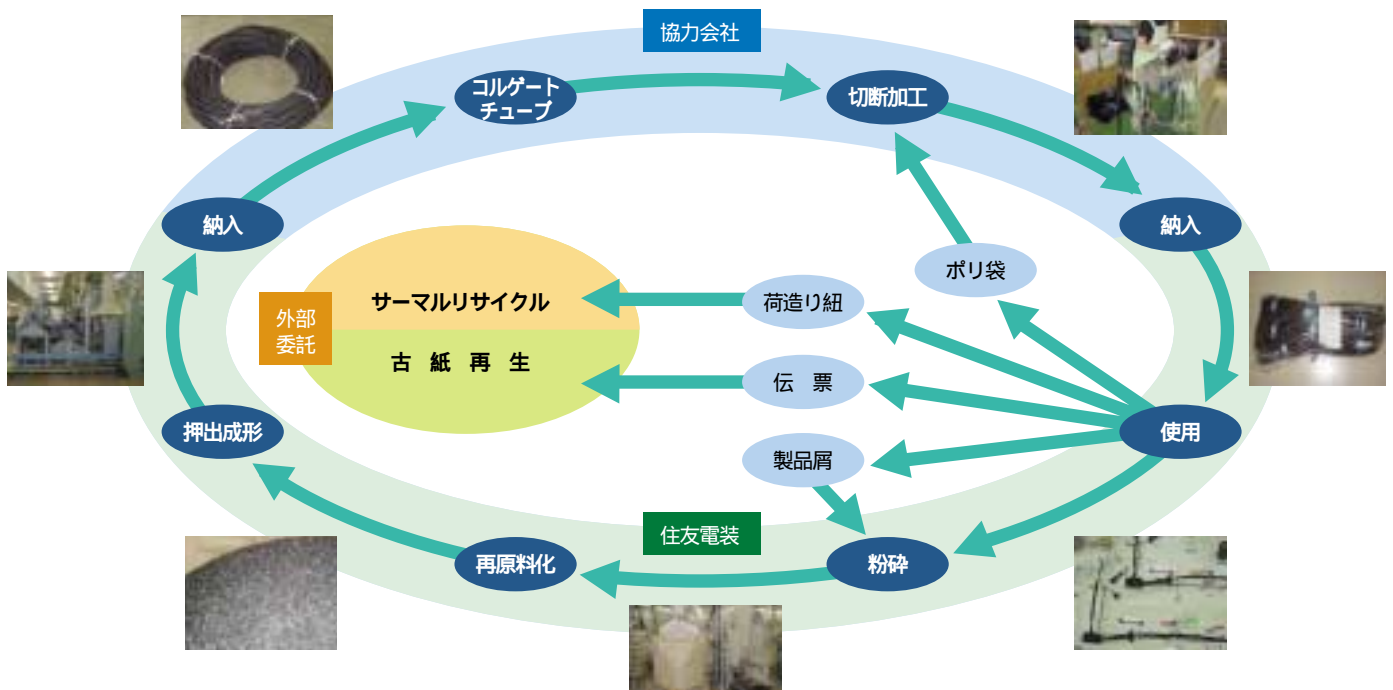 協力会社
コルゲート
チューブ
切断加工
納入
納入
ポリ袋
サーマルリサイクル
荷造り紐
外部
委託
古 紙 再 生
伝 票
押出成形
使用
製品屑
住友電装
再原料化
粉砕